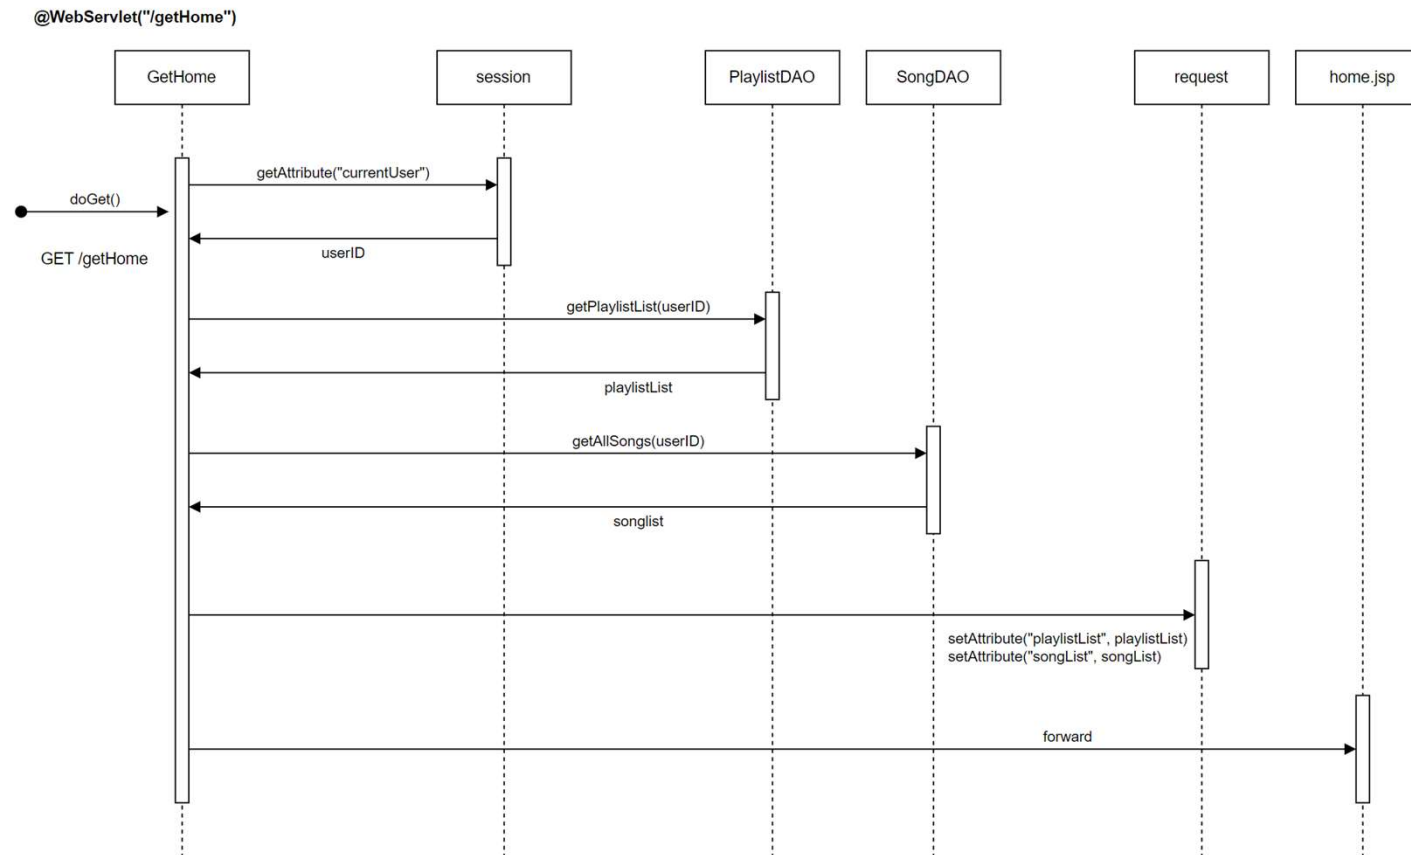 @WebServlet("/getHome")
GetHome
session
PlaylistDAO
SongDAO
request
home.jsp
getAttribute("currentUser")
doGet()
userID
GET /getHome
getPlaylistList(userID)
playlistList
getAllSongs(userID)
songlist
setAttribute("playlistList", playlistList)
setAttribute("songList", songList)
forward